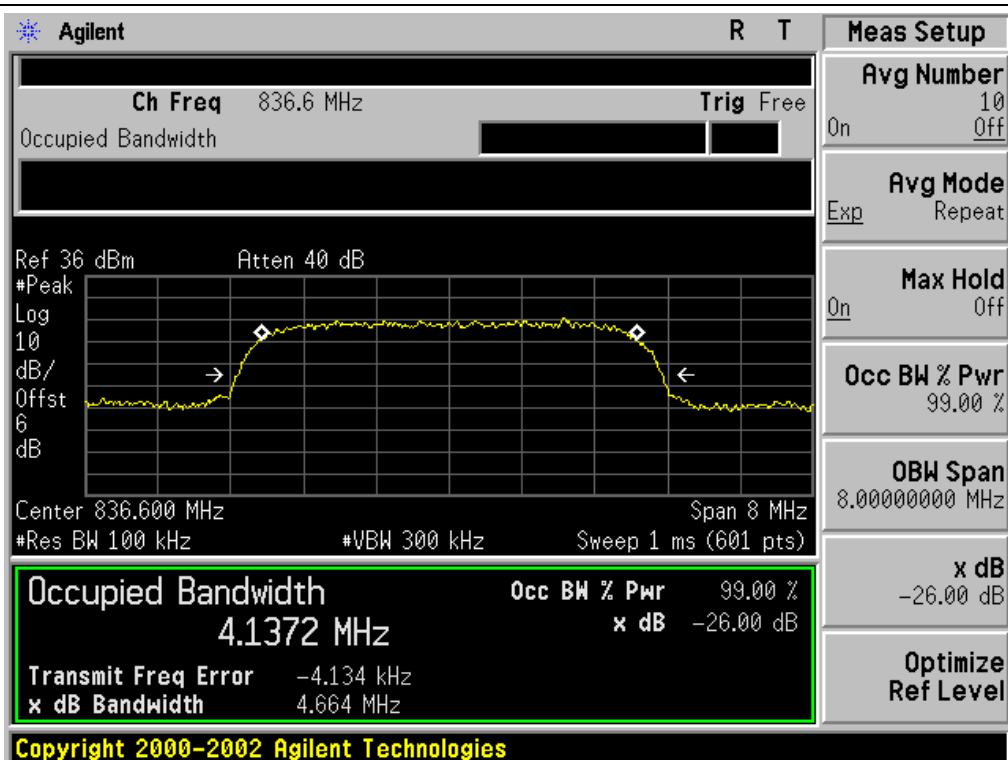 Agilent R T
Ch Freq 836.6 MHz Trig Free
Occupied Bandwidth
Ref 36 dBm Atten 40 dB
#Peak
Log
10
dB/
Offst
6
dB
Center 836.600 MHz Span 8 MHz
#Res BW 100 kHz #VBW 300 kHz Sweep 1 ms (601 pts)
Occupied Bandwidth Occ BW % Pwr 99.00 %
4.1372 MHz x dB -26.00 dB
Transmit Freq Error -4.134 kHz
x dB Bandwidth 4.664 MHz
Copyright 2000-2002 Agilent Technologies
Meas Setup
Avg Number
10
On Off
Avg Mode
Exp Repeat
Max Hold
On Off
Occ BW % Pwr
99.00 %
OBW Span
8.00000000 MHz
x dB
-26.00 dB
Optimize
Ref Level